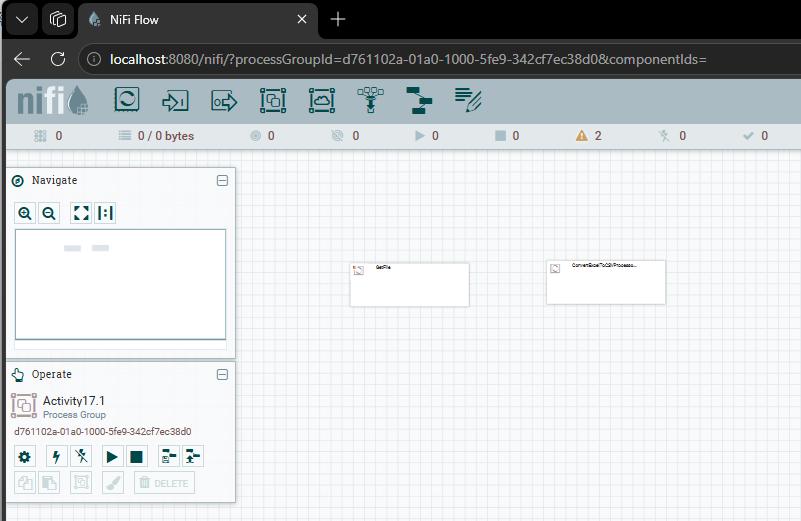 NiFi Flow
localhost:8080/nifi/?processGroupId=d761102a-01a0-1000-5fe9-342cf7ec38d0&componentIds=
nifi
0 0 / 0 bytes 0 0 0 0 2 0 0
Navigate
GetFile
ConvertExcelToCSVProcesso...
Operate
Activity17.1
Process Group
d761102a-01a0-1000-5fe9-342cf7ec38d0
DELETE